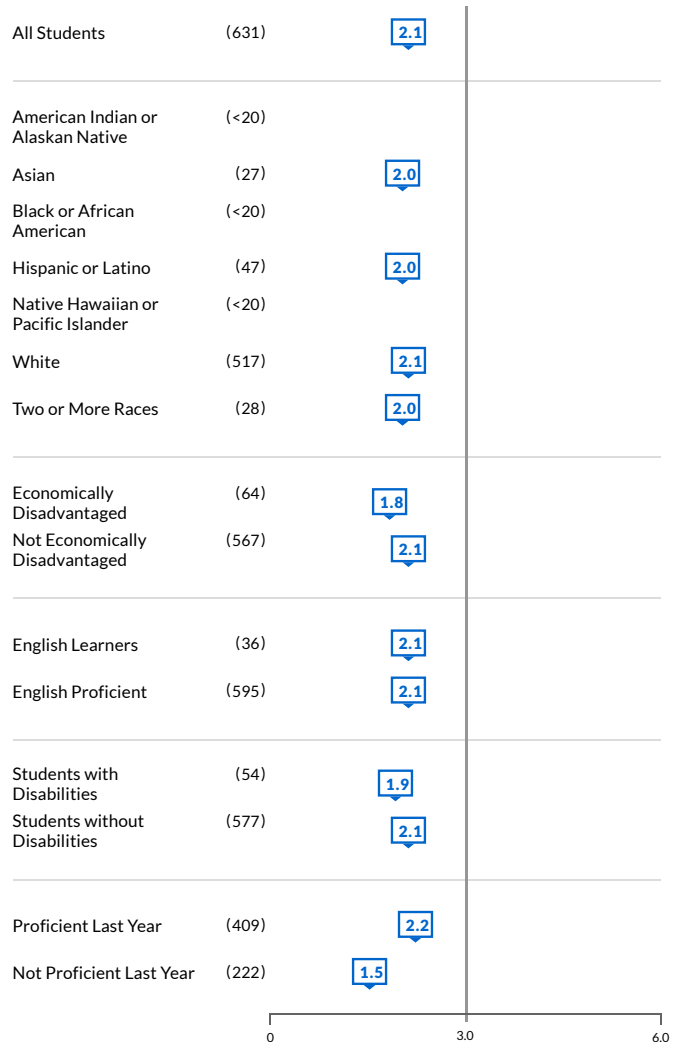 All Students (631) 2.1
American Indian or (<20)
Alaskan Native
Asian (27) 2.0
Black or African (<20)
American
Hispanic or Latino (47) 2.0
Native Hawaiian or (<20)
Pacific Islander
White (517) 2.1
Two or More Races (28) 2.0
Economically (64) 1.8
Disadvantaged
Not Economically (567) 2.1
Disadvantaged
English Learners (36) 2.1
English Proficient (595) 2.1
Students with (54) 1.9
Disabilities
Students without (577) 2.1
Disabilities
Proficient Last Year (409) 2.2
Not Proficient Last Year (222) 1.5
0 3.0 6.0